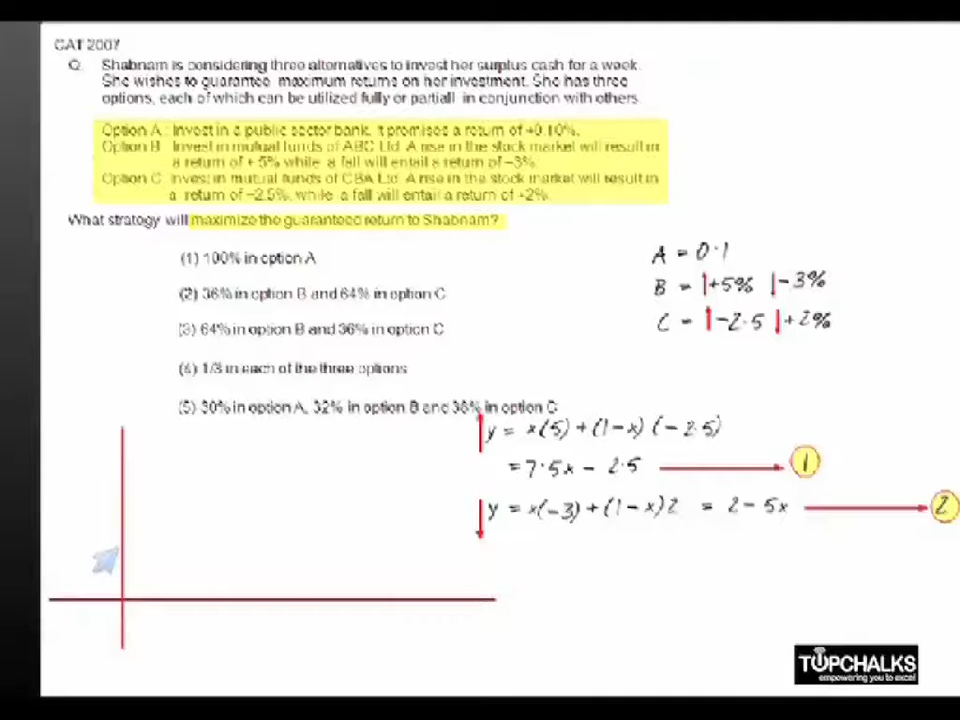 CAT 2007
Q. Shabnam is considering three alternatives to invest her surplus cash for a week.
She wishes to guarantee maximum returns on her investment. She has three
options, each of which can be utilized fully or partiall in conjunction with others.
Option A : Invest in a public sector bank. It promises a return of +0.10%.
Option B Invest in mutual funds of ABC Ltd. A rise in the stock market will result in
a return of + 5% while a fall will entail a return of –3%.
Option C : Invest in mutual funds of CBA Ltd. A rise in the stock market will result in
a return of –2.5%, while a fall will entail a return of +2%.
What strategy will maximize the guaranteed return to Shabnam?
(1) 100% in option A
(2) 36% in option B and 64% in option C
(3) 64% in option B and 36% in option C
(4) 1/3 in each of the three options
(5) 30% in option A, 32% in option B and 38% in option C
A = 0.1
B = ↑+5% ↓-3%
C = ↑-2.5 ↓+2%
↑ y = x(5) + (1-x) (-2.5)
= 7.5x - 2.5 → 1
↓ y = x(-3) + (1-x) 2 = 2 - 5x → 2
TOPCHALKS
empowering you to excel